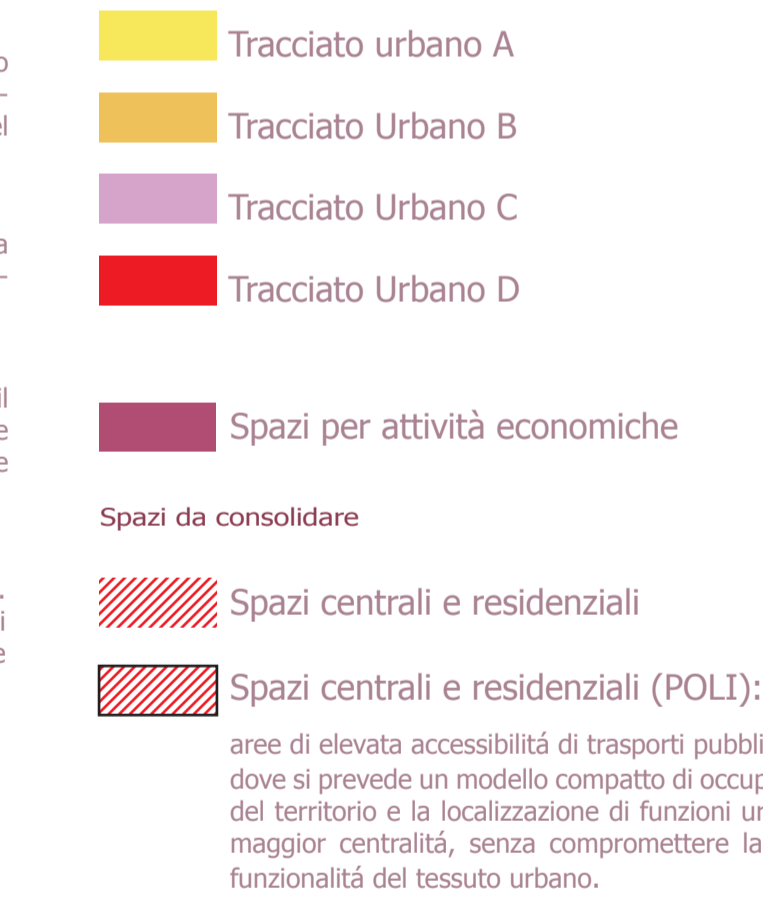 Tracciato urbano A
Tracciato Urbano B
Tracciato Urbano C
Tracciato Urbano D
Spazi per attività economiche
Spazi da consolidare
Spazi centrali e residenziali
Spazi centrali e residenziali (POLI):
aree di elevata accessibilitá di trasporti
dove si prevede un modello compatto di
del territorio e la localizzazione di funzioni
maggior centralitá, senza compromettere la
funzionalitá del tessuto urbano.